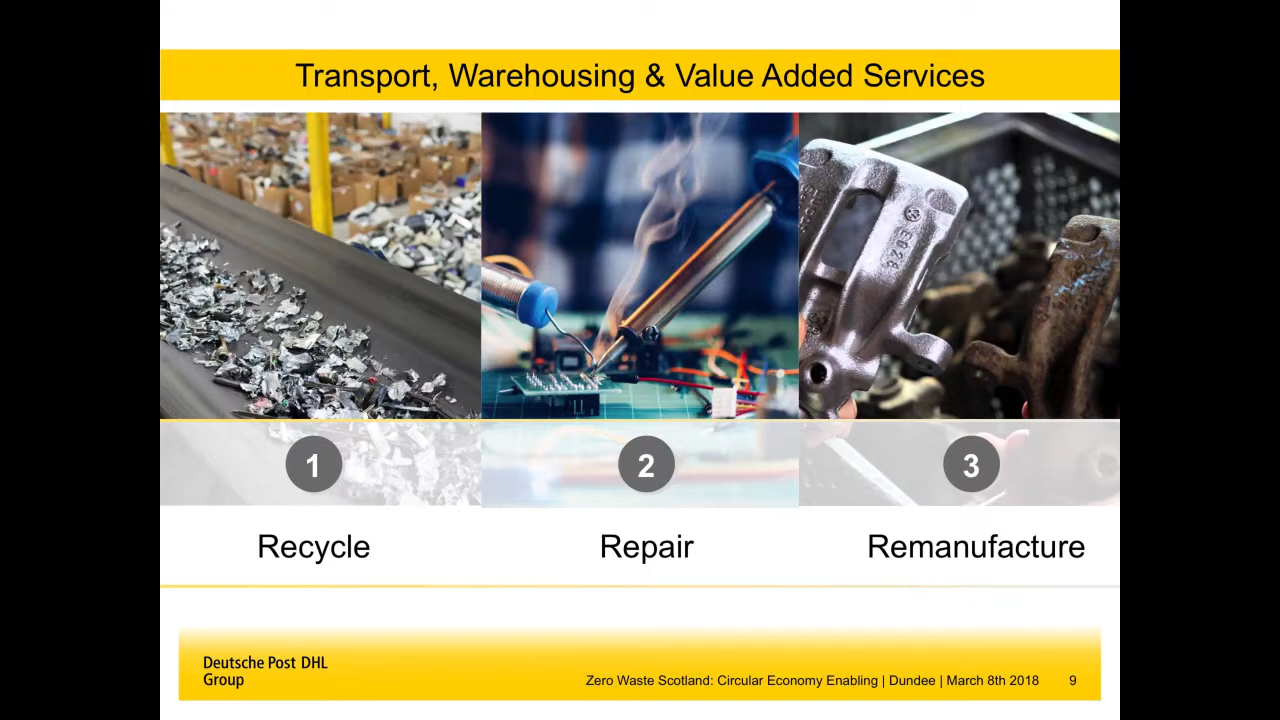 Transport, Warehousing & Value Added Services
E026
1
2
3
Recycle
Repair
Remanufacture
Deutsche Post DHL
Group
Zero Waste Scotland: Circular Economy Enabling | Dundee | March 8th 2018
9